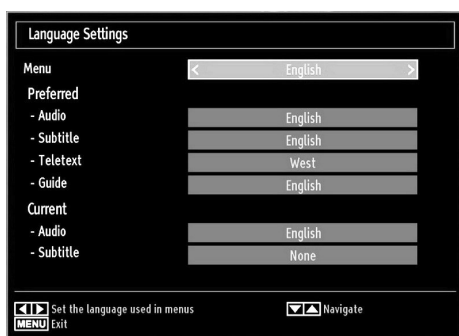 Language Settings
Menu < English >
Preferred
- Audio English
- Subtitle English
- Teletext West
- Guide English
Current
- Audio English
- Subtitle None
Set the language used in menus Navigate
MENU Exit